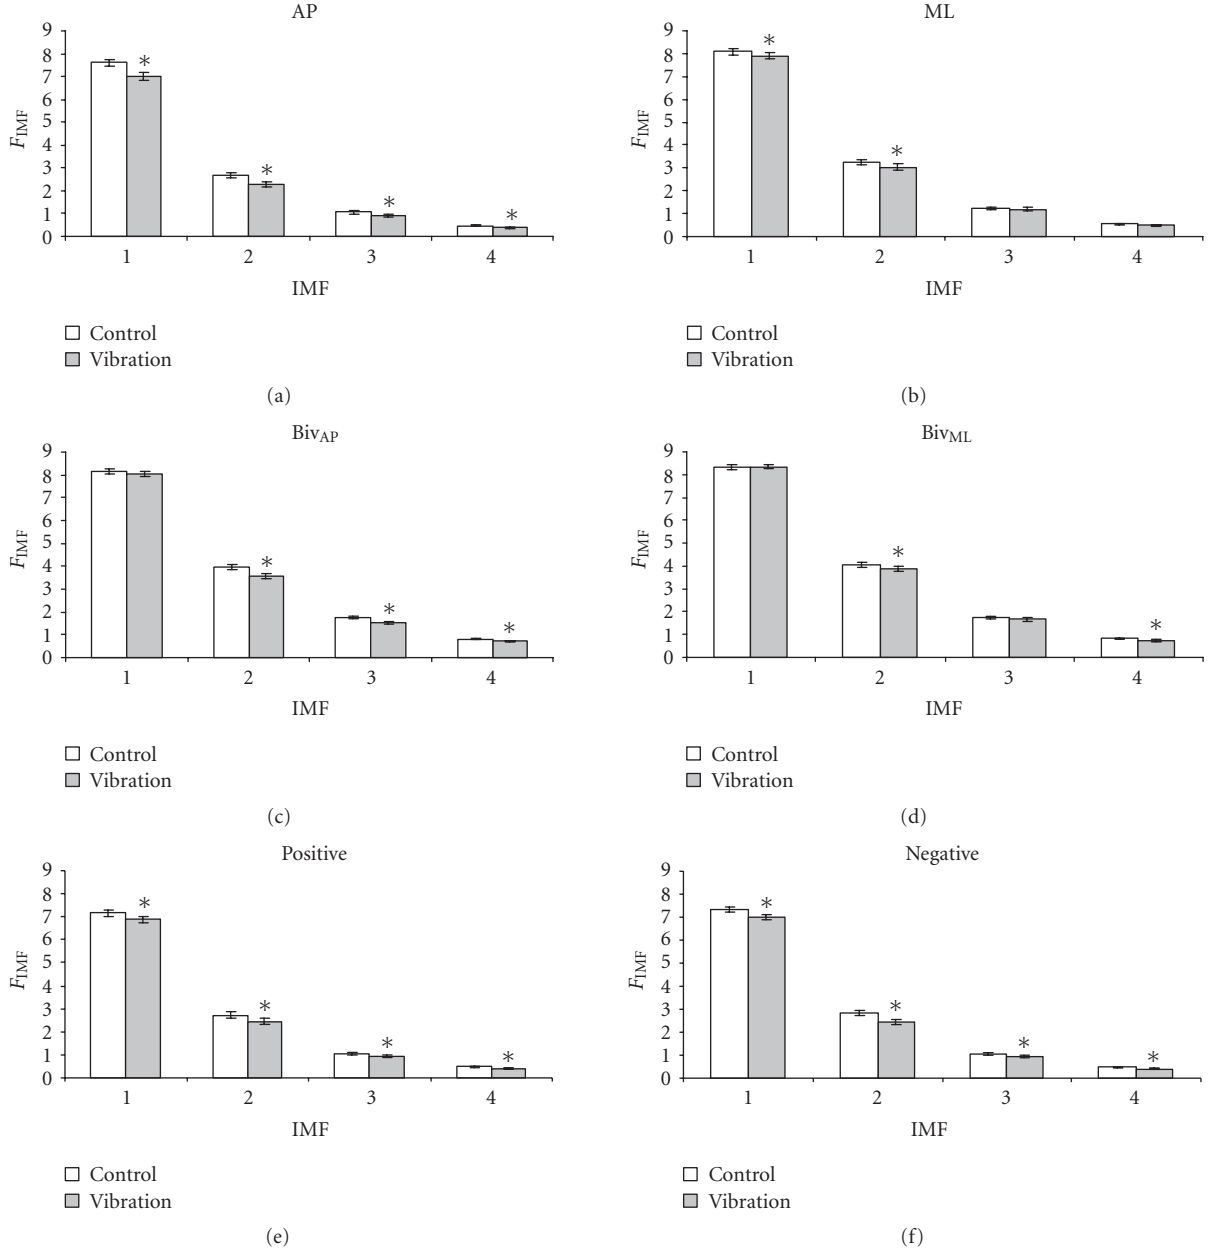 AP
9
8
7
6
5
4
3
2
1
0
F_IMF
* * * *
1 2 3 4
IMF
Control
Vibration
(a)
ML
9
8
7
6
5
4
3
2
1
0
F_IMF
* *
1 2 3 4
IMF
Control
Vibration
(b)
Biv_AP
9
8
7
6
5
4
3
2
1
0
F_IMF
* * *
1 2 3 4
IMF
Control
Vibration
(c)
Biv_ML
9
8
7
6
5
4
3
2
1
0
F_IMF
* *
1 2 3 4
IMF
Control
Vibration
(d)
Positive
9
8
7
6
5
4
3
2
1
0
F_IMF
* * * *
1 2 3 4
IMF
Control
Vibration
(e)
Negative
9
8
7
6
5
4
3
2
1
0
F_IMF
* * * *
1 2 3 4
IMF
Control
Vibration
(f)